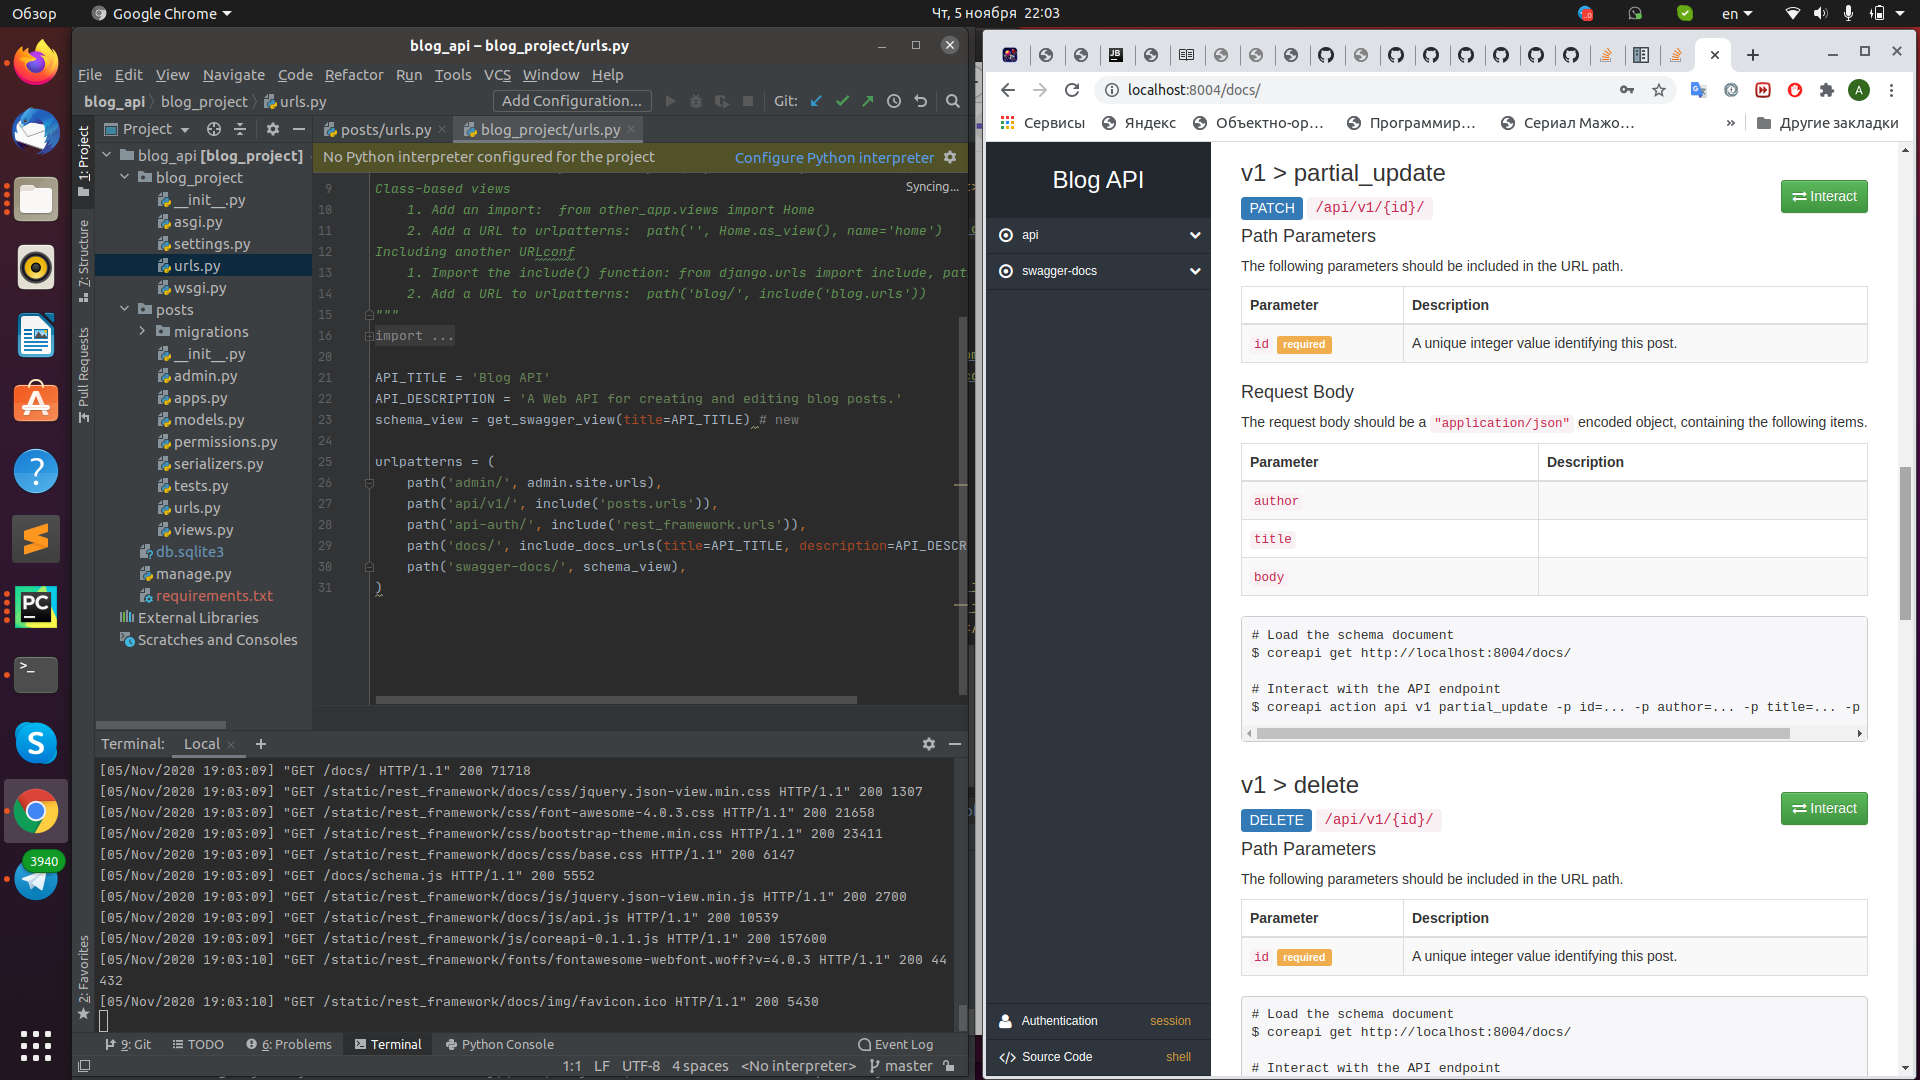 Обзор
Google Chrome
Чт, 5 ноября 22:03
en
blog_api – blog_project/urls.py
File Edit View Navigate Code Refactor Run Tools VCS Window Help
blog_api blog_project urls.py
Add Configuration...
Git:
Project
posts/urls.py
blog_project/urls.py
No Python interpreter configured for the project
Configure Python interpreter
Syncing...
1: Project
7: Structure
Pull Requests
2: Favorites
blog_api [blog_project]
blog_project
__init__.py
asgi.py
settings.py
urls.py
wsgi.py
posts
migrations
__init__.py
admin.py
apps.py
models.py
permissions.py
serializers.py
tests.py
urls.py
views.py
db.sqlite3
manage.py
requirements.txt
External Libraries
Scratches and Consoles
9 Class-based views
10 1. Add an import:  from other_app.views import Home
11 2. Add a URL to urlpatterns:  path('', Home.as_view(), name='home')
12 Including another URLconf
13 1. Import the include() function: from django.urls import include, pat
14 2. Add a URL to urlpatterns:  path('blog/', include('blog.urls'))
15 """
16 import ...
20
21 API_TITLE = 'Blog API'
22 API_DESCRIPTION = 'A Web API for creating and editing blog posts.'
23 schema_view = get_swagger_view(title=API_TITLE) # new
24
25 urlpatterns = (
26 path('admin/', admin.site.urls),
27 path('api/v1/', include('posts.urls')),
28 path('api-auth/', include('rest_framework.urls')),
29 path('docs/', include_docs_urls(title=API_TITLE, description=API_DESCR
30 path('swagger-docs/', schema_view),
31 )
Terminal: Local
[05/Nov/2020 19:03:09] "GET /docs/ HTTP/1.1" 200 71718
[05/Nov/2020 19:03:09] "GET /static/rest_framework/docs/css/jquery.json-view.min.css HTTP/1.1" 200 1307
[05/Nov/2020 19:03:09] "GET /static/rest_framework/css/font-awesome-4.0.3.css HTTP/1.1" 200 21658
[05/Nov/2020 19:03:09] "GET /static/rest_framework/css/bootstrap-theme.min.css HTTP/1.1" 200 23411
[05/Nov/2020 19:03:09] "GET /static/rest_framework/docs/css/base.css HTTP/1.1" 200 6147
[05/Nov/2020 19:03:09] "GET /docs/schema.js HTTP/1.1" 200 5552
[05/Nov/2020 19:03:09] "GET /static/rest_framework/docs/js/jquery.json-view.min.js HTTP/1.1" 200 2700
[05/Nov/2020 19:03:09] "GET /static/rest_framework/docs/js/api.js HTTP/1.1" 200 10539
[05/Nov/2020 19:03:09] "GET /static/rest_framework/js/coreapi-0.1.1.js HTTP/1.1" 200 157600
[05/Nov/2020 19:03:10] "GET /static/rest_framework/fonts/fontawesome-webfont.woff?v=4.0.3 HTTP/1.1" 200 44
432
[05/Nov/2020 19:03:10] "GET /static/rest_framework/docs/img/favicon.ico HTTP/1.1" 200 5430
9: Git TODO 6: Problems Terminal Python Console Event Log
1:1 LF UTF-8 4 spaces <No interpreter> master
PC
3940
JB
localhost:8004/docs/
A
Сервисы Яндекс Объектно-ор... Программир... Сериал Мажо... » Другие закладки
Blog API
api
swagger-docs
Authentication session
Source Code shell
v1 > partial_update
Interact
PATCH /api/v1/{id}/
Path Parameters
The following parameters should be included in the URL path.
Parameter Description
id required A unique integer value identifying this post.
Request Body
The request body should be a "application/json" encoded object, containing the following items.
Parameter Description
author
title
body
# Load the schema document
$ coreapi get http://localhost:8004/docs/
# Interact with the API endpoint
$ coreapi action api v1 partial_update -p id=... -p author=... -p title=... -p
v1 > delete
Interact
DELETE /api/v1/{id}/
Path Parameters
The following parameters should be included in the URL path.
Parameter Description
id required A unique integer value identifying this post.
# Load the schema document
$ coreapi get http://localhost:8004/docs/
# Interact with the API endpoint